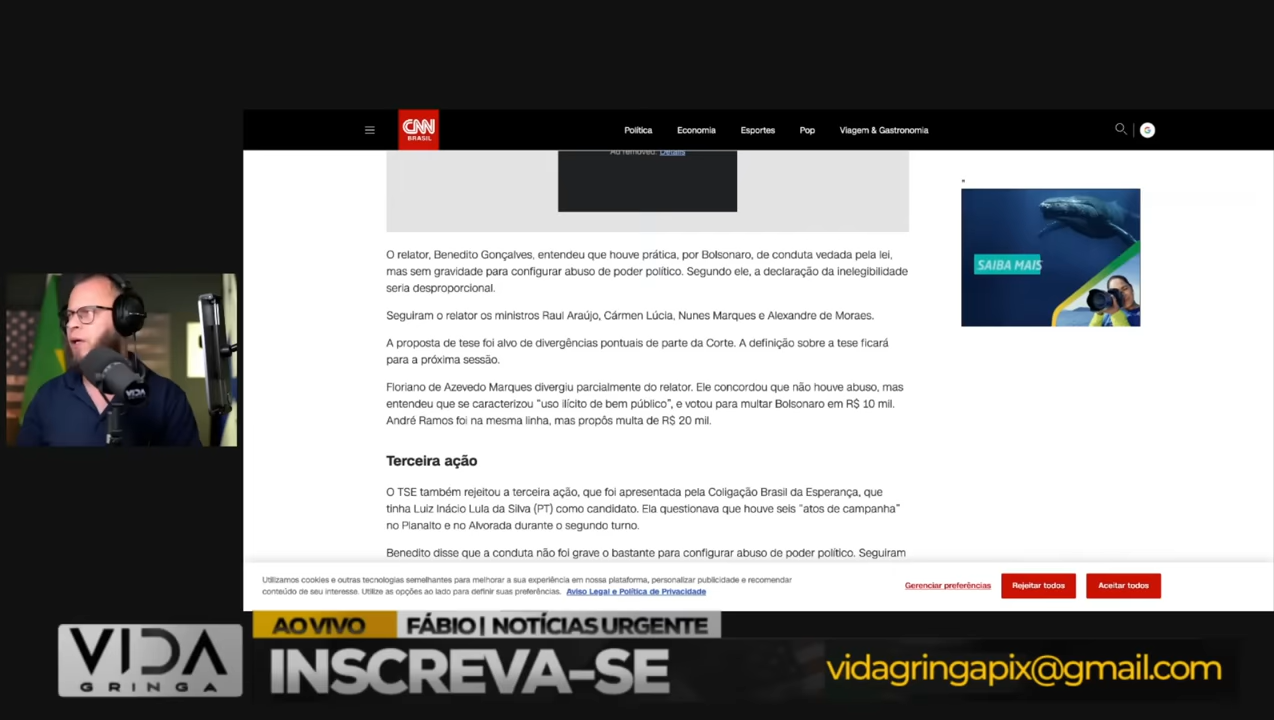 CNN
BRASIL
Política
Economia
Esportes
Pop
Viagem & Gastronomia
G
Ad removed. Details
SAIBA MAIS
O relator, Benedito Gonçalves, entendeu que houve prática, por Bolsonaro, de conduta vedada pela lei,
mas sem gravidade para configurar abuso de poder político. Segundo ele, a declaração da inelegibilidade
seria desproporcional.
Seguiram o relator os ministros Raul Araújo, Cármen Lúcia, Nunes Marques e Alexandre de Moraes.
A proposta de tese foi alvo de divergências pontuais de parte da Corte. A definição sobre a tese ficará
para a próxima sessão.
Floriano de Azevedo Marques divergiu parcialmente do relator. Ele concordou que não houve abuso, mas
entendeu que se caracterizou “uso ilícito de bem público”, e votou para multar Bolsonaro em R$ 10 mil.
André Ramos foi na mesma linha, mas propôs multa de R$ 20 mil.
Terceira ação
O TSE também rejeitou a terceira ação, que foi apresentada pela Coligação Brasil da Esperança, que
tinha Luiz Inácio Lula da Silva (PT) como candidato. Ela questionava que houve seis “atos de campanha”
no Planalto e no Alvorada durante o segundo turno.
Benedito disse que a conduta não foi grave o bastante para configurar abuso de poder político. Seguiram
Utilizamos cookies e outras tecnologias semelhantes para melhorar a sua experiência em nossa plataforma, personalizar publicidade e recomendar
conteúdo de seu interesse. Utilize as opções ao lado para definir suas preferências. Aviso Legal e Política de Privacidade
Gerenciar preferências
Rejeitar todos
Aceitar todos
VIDA
AO VIVO
FÁBIO | NOTÍCIAS URGENTE
VIDA
GRINGA
INSCREVA-SE
vidagringapix@gmail.com